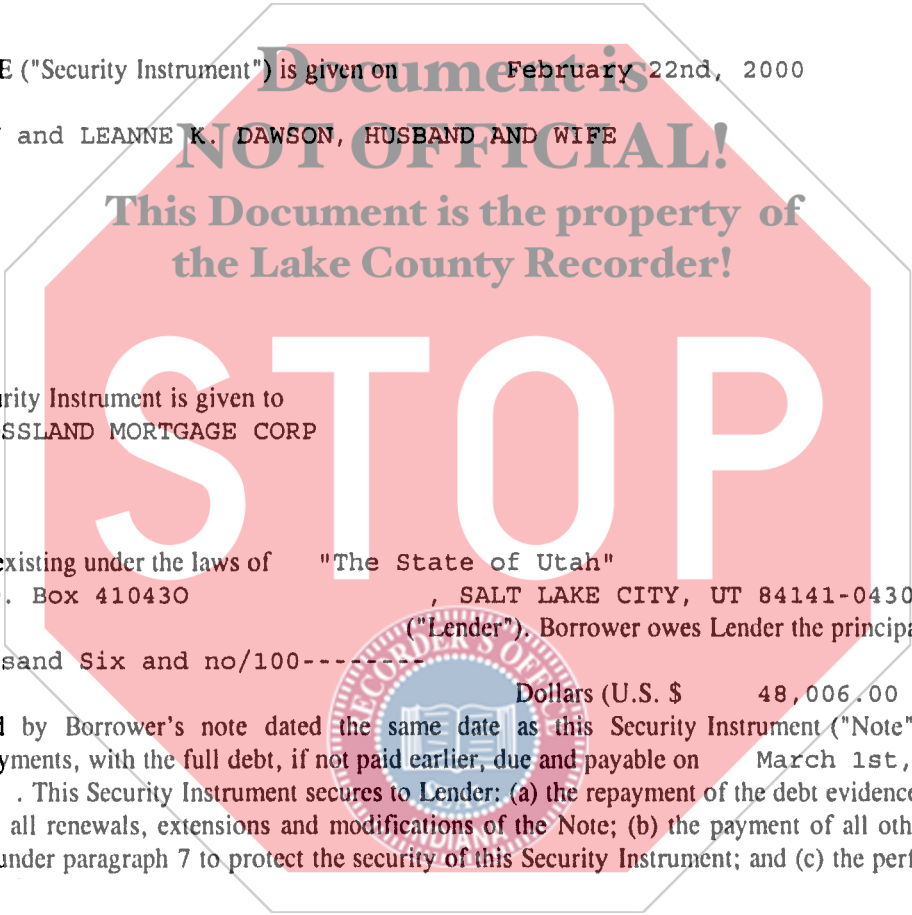 E ("Security Instrument") is given on February 22nd, 2000
Document is
and LEANNE K. DAWSON, HUSBAND AND WIFE
NOT OFFICIAL!
This Document is the property of
the Lake County Recorder!
STOP
urity Instrument is given to
SSLAND MORTGAGE CORP
existing under the laws of "The State of Utah"
. Box 410430 , SALT LAKE CITY, UT 84141-0430
("Lender"). Borrower owes Lender the principa
sand Six and no/100--------
Dollars (U.S. $ 48,006.00
d by Borrower's note dated the same date as this Security Instrument ("Note"
yments, with the full debt, if not paid earlier, due and payable on March 1st,
. This Security Instrument secures to Lender: (a) the repayment of the debt evidence
all renewals, extensions and modifications of the Note; (b) the payment of all oth
under paragraph 7 to protect the security of this Security Instrument; and (c) the perf
RECORDER'S OFFICE
INDIANA